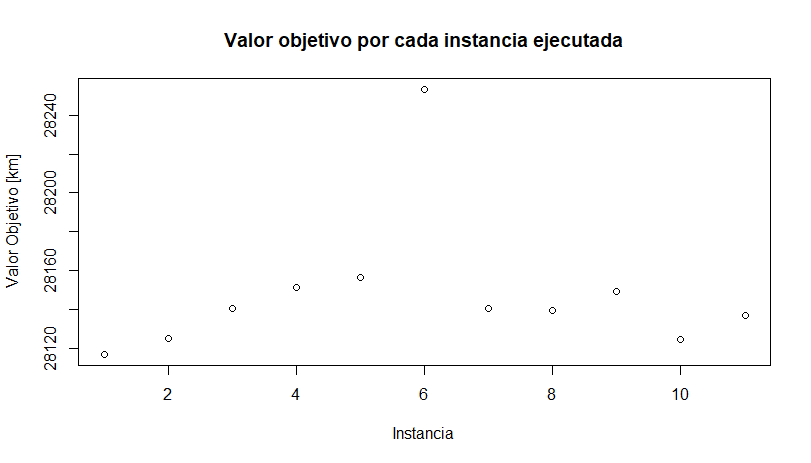 Valor objetivo por cada instancia ejecutada
Valor Objetivo [km]
28240
28200
28160
28120
2 4 6 8 10
Instancia